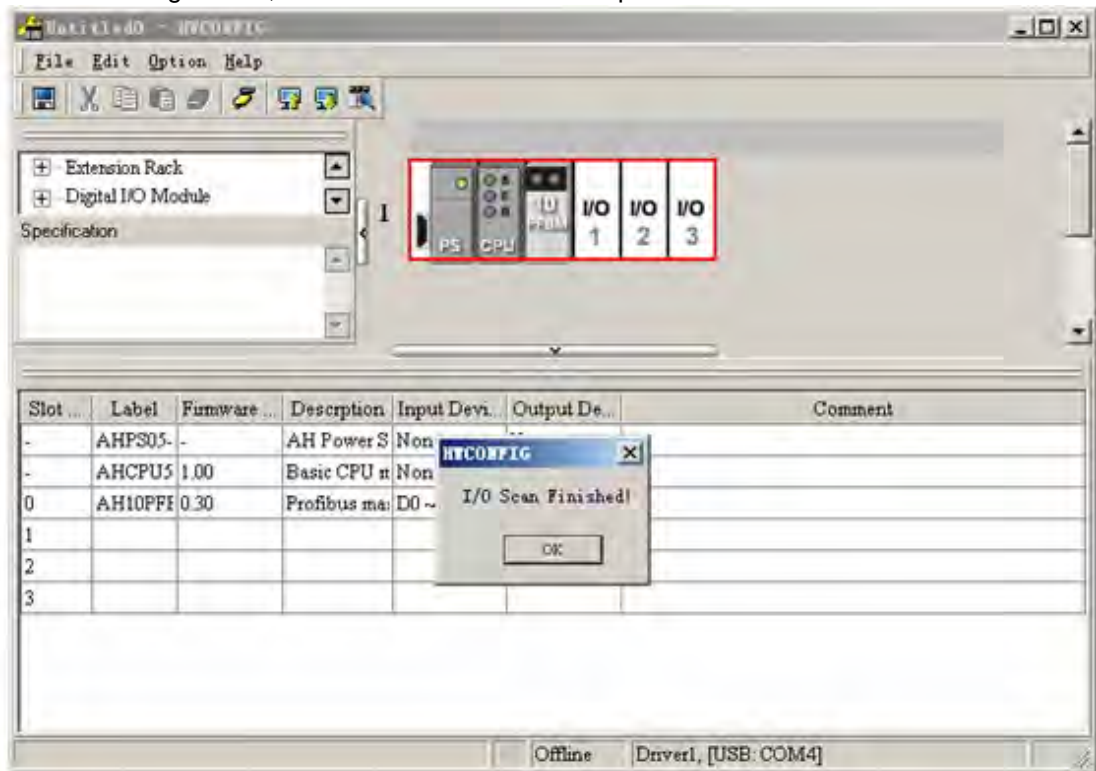 Untitled0 - HWCONFIG
File Edit Option Help
Extension Rack
Digital I/O Module
Specification
1
PS CPU I/O I/O I/O
1 2 3
Slot ... Label Firmware ... Descrption Input Devi... Output De... Comment
- AHPS05- - AH Power S Non
- AHCPU5 1.00 Basic CPU m Non
0 AH10PFE 0.30 Profibus ma: D0 ~
1
2
3
HWCONFIG
I/O Scan Finished!
OK
Offline Driver1, [USB: COM4]